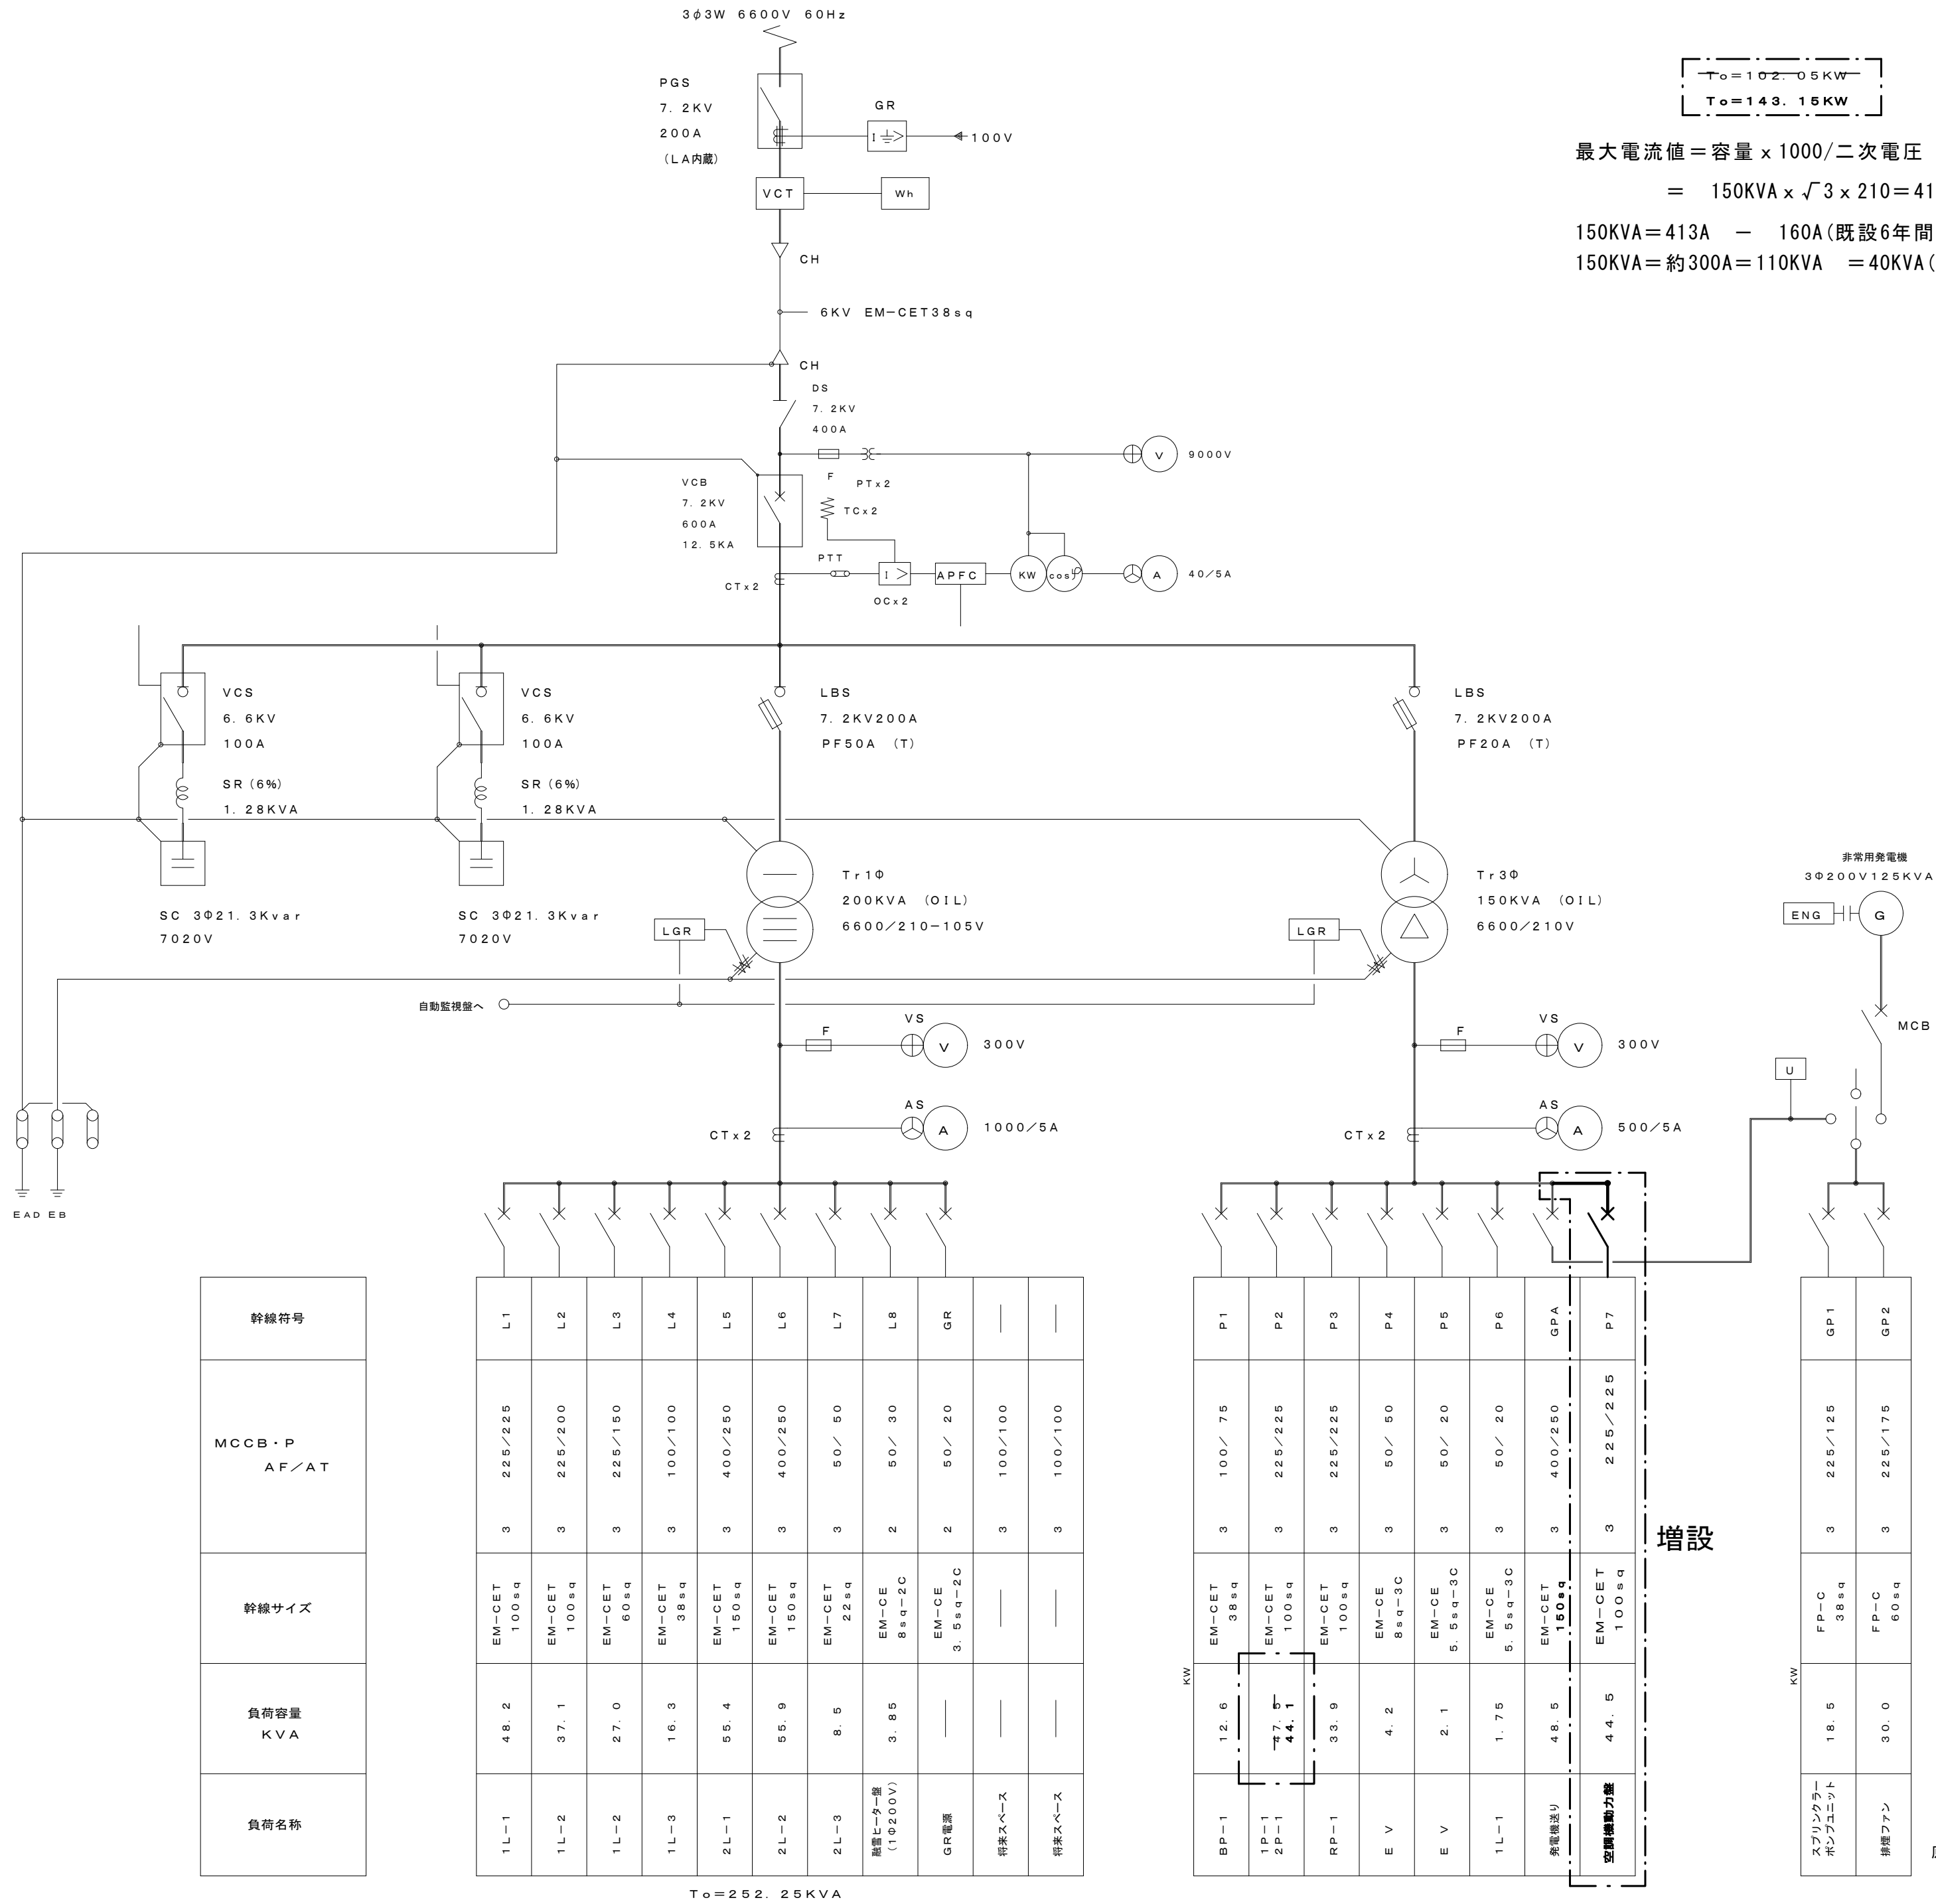 3φ3W 6600V 60Hz
PGS
7.2KV
200A
(LA内蔵)
GR
I
100V
VCT
Wh
CH
6KV EM-CET38sq
CH
DS
7.2KV
400A
V
9000V
F
PTx2
VCB
7.2KV
600A
12.5KA
TCx2
PTT
CTx2
I >
OCx2
APFC
KW
cosφ
A
40/5A
To=102.05KW
To=143.15KW
最大電流値=容量x1000/二次電圧
= 150KVAx√3x210=41
150KVA=413A - 160A(既設6年間
150KVA=約300A=110KVA =40KVA(
VCS
6.6KV
100A
SR(6%)
1.28KVA
SC 3Φ21.3Kvar
7020V
VCS
6.6KV
100A
SR(6%)
1.28KVA
SC 3Φ21.3Kvar
7020V
LBS
7.2KV200A
PF50A (T)
LBS
7.2KV200A
PF20A (T)
Tr1Φ
200KVA (OIL)
6600/210-105V
Tr3Φ
150KVA (OIL)
6600/210V
LGR
LGR
自動監視盤へ
非常用発電機
3Φ200V125KVA
ENG
G
MCB
U
F
VS
V
300V
AS
A
CTx2
1000/5A
F
VS
V
300V
AS
A
CTx2
500/5A
EAD EB
幹線符号
L1
L2
L3
L4
L5
L6
L7
L8
GR
P1
P2
P3
P4
P5
P6
GPA
P7
GP1
GP2
MCCB・P
AF/AT
3 225/225
3 225/200
3 225/150
3 100/100
3 400/250
3 400/250
3 50/ 50
2 50/ 30
2 50/ 20
3 100/100
3 100/100
3 100/ 75
3 225/225
3 225/225
3 50/ 50
3 50/ 20
3 50/ 20
3 400/250
3 225/225
3 225/125
3 225/175
増設
幹線サイズ
EM-CET
100sq
EM-CET
100sq
EM-CET
60sq
EM-CET
38sq
EM-CET
150sq
EM-CET
150sq
EM-CET
22sq
EM-CE
8sq-2C
EM-CE
3.5sq-2C
EM-CET
38sq
EM-CET
100sq
EM-CET
100sq
EM-CE
8sq-3C
EM-CE
5.5sq-3C
EM-CE
5.5sq-3C
EM-CET
150sq
EM-CET
100sq
FP-C
38sq
FP-C
60sq
負荷容量
KVA
48.2
37.1
27.0
16.3
55.4
55.9
8.5
3.85
KW
12.6
47.5
44.1
33.9
4.2
2.1
1.75
48.5
44.5
KW
18.5
30.0
負荷名称
1L-1
1L-2
1L-2
1L-3
2L-1
2L-2
2L-3
融雪ヒーター盤
(1Φ200V)
GR電源
将来スペース
将来スペース
BP-1
1P-1
2P-1
RP-1
EV
EV
1L-1
発電機送り
空調機動力盤
スプリンクラー
ポンプユニット
排煙ファン
To=252.25KVA